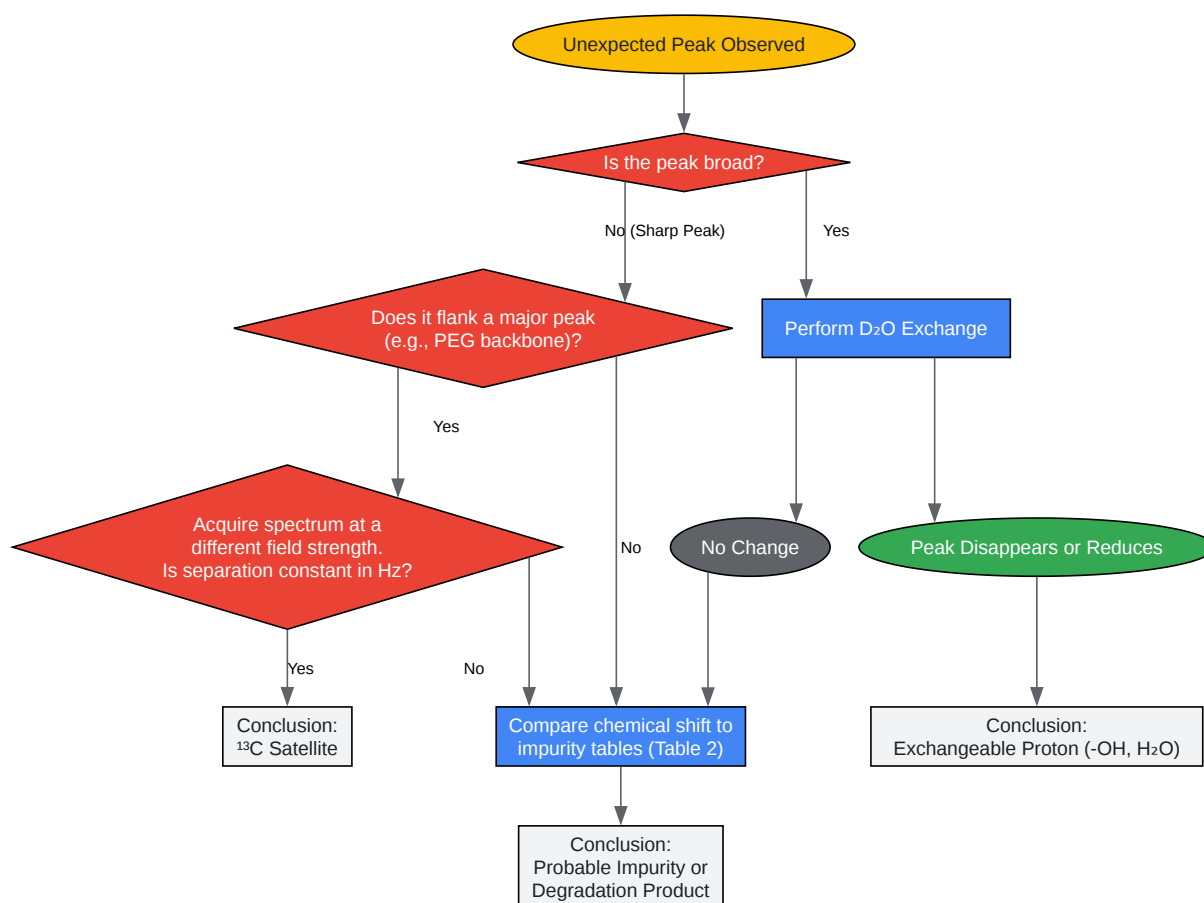 Unexpected Peak Observed
Is the peak broad?
No (Sharp Peak)
Yes
Does it flank a major peak
(e.g., PEG backbone)?
Perform D₂O Exchange
Yes
Acquire spectrum at a
different field strength.
Is separation constant in Hz?
No
No Change
Peak Disappears or Reduces
Yes
No
Conclusion:
¹³C Satellite
Compare chemical shift to
impurity tables (Table 2)
Conclusion:
Exchangeable Proton (-OH, H₂O)
Conclusion:
Probable Impurity or
Degradation Product